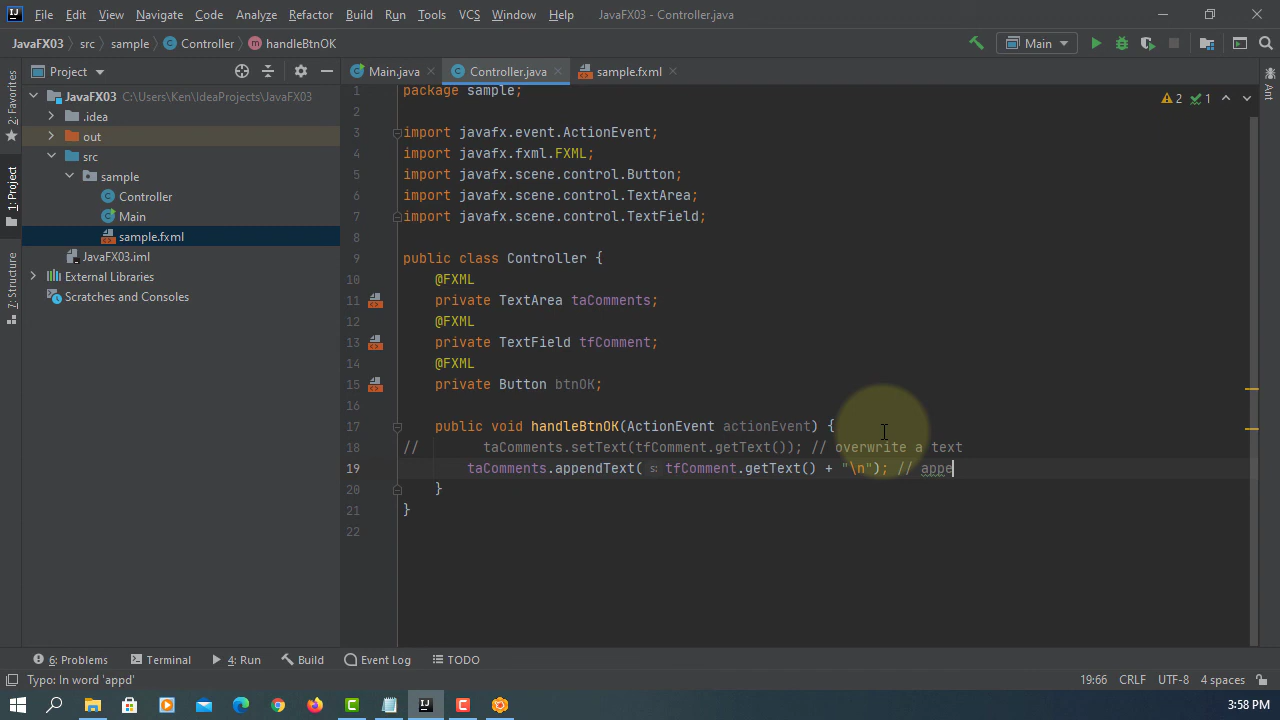 File Edit View Navigate Code Analyze Refactor Build Run Tools VCS Window Help JavaFX03 - Controller.java
JavaFX03 src sample Controller handleBtnOK Main
Project Main.java Controller.java sample.fxml
2: Favorites
1: Project
7: Structure
Ant
JavaFX03 C:\Users\Ken\IdeaProjects\JavaFX03
.idea
out
src
sample
Controller
Main
sample.fxml
JavaFX03.iml
External Libraries
Scratches and Consoles
2 1
1 package sample;
2
3 import javafx.event.ActionEvent;
4 import javafx.fxml.FXML;
5 import javafx.scene.control.Button;
6 import javafx.scene.control.TextArea;
7 import javafx.scene.control.TextField;
8
9 public class Controller {
10 @FXML
11 private TextArea taComments;
12 @FXML
13 private TextField tfComment;
14 @FXML
15 private Button btnOK;
16
17 public void handleBtnOK(ActionEvent actionEvent) {
18 // taComments.setText(tfComment.getText()); // overwrite a text
19 taComments.appendText( s: tfComment.getText() + "\n"); // appe
20 }
21 }
22
6: Problems Terminal 4: Run Build Event Log TODO
Typo: In word 'appd' 19:66 CRLF UTF-8 4 spaces
3:58 PM